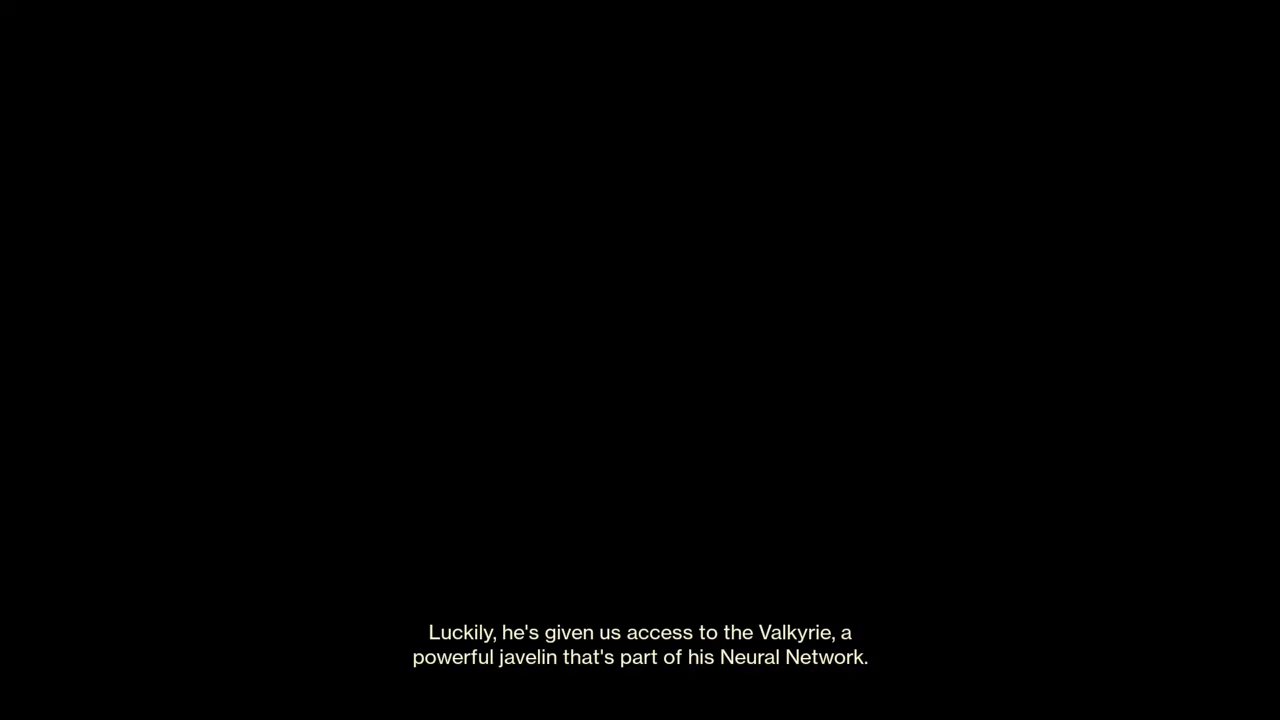 Luckily, he's given us access to the Valkyrie, a
powerful javelin that's part of his Neural Network.